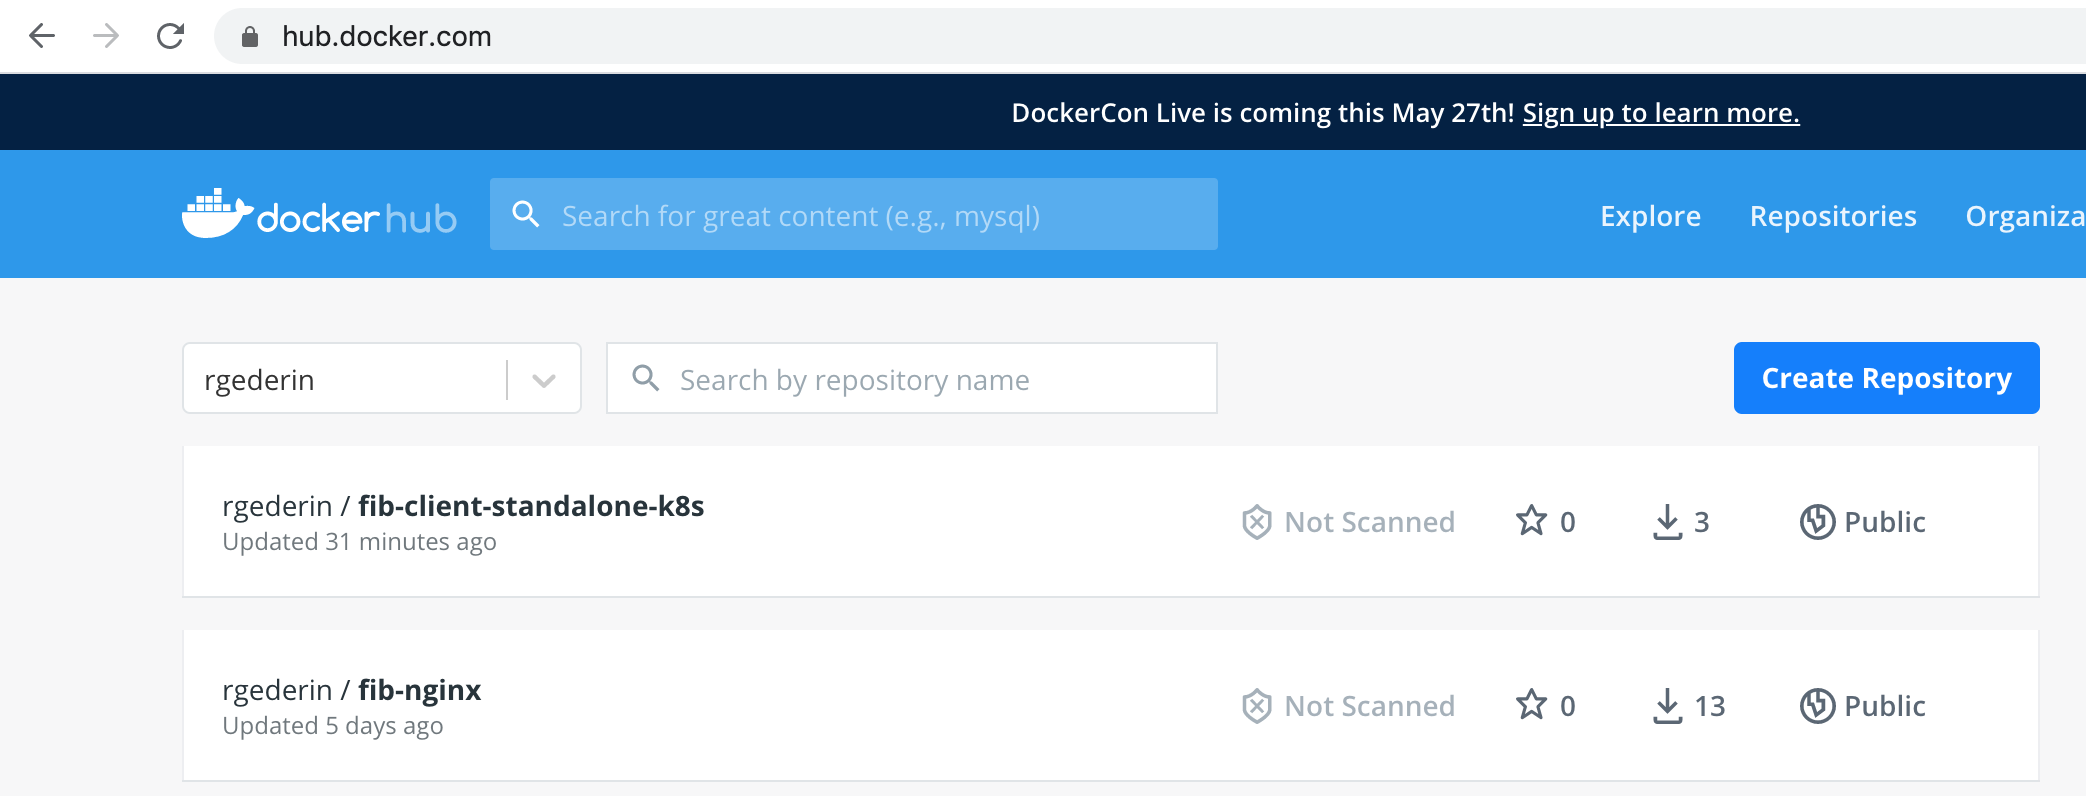 hub.docker.com
DockerCon Live is coming this May 27th! Sign up to learn more.
docker hub
Search for great content (e.g., mysql)
Explore
Repositories
Organiza
rgederin
Search by repository name
Create Repository
rgederin / fib-client-standalone-k8s
Updated 31 minutes ago
Not Scanned
0
3
Public
rgederin / fib-nginx
Updated 5 days ago
Not Scanned
0
13
Public